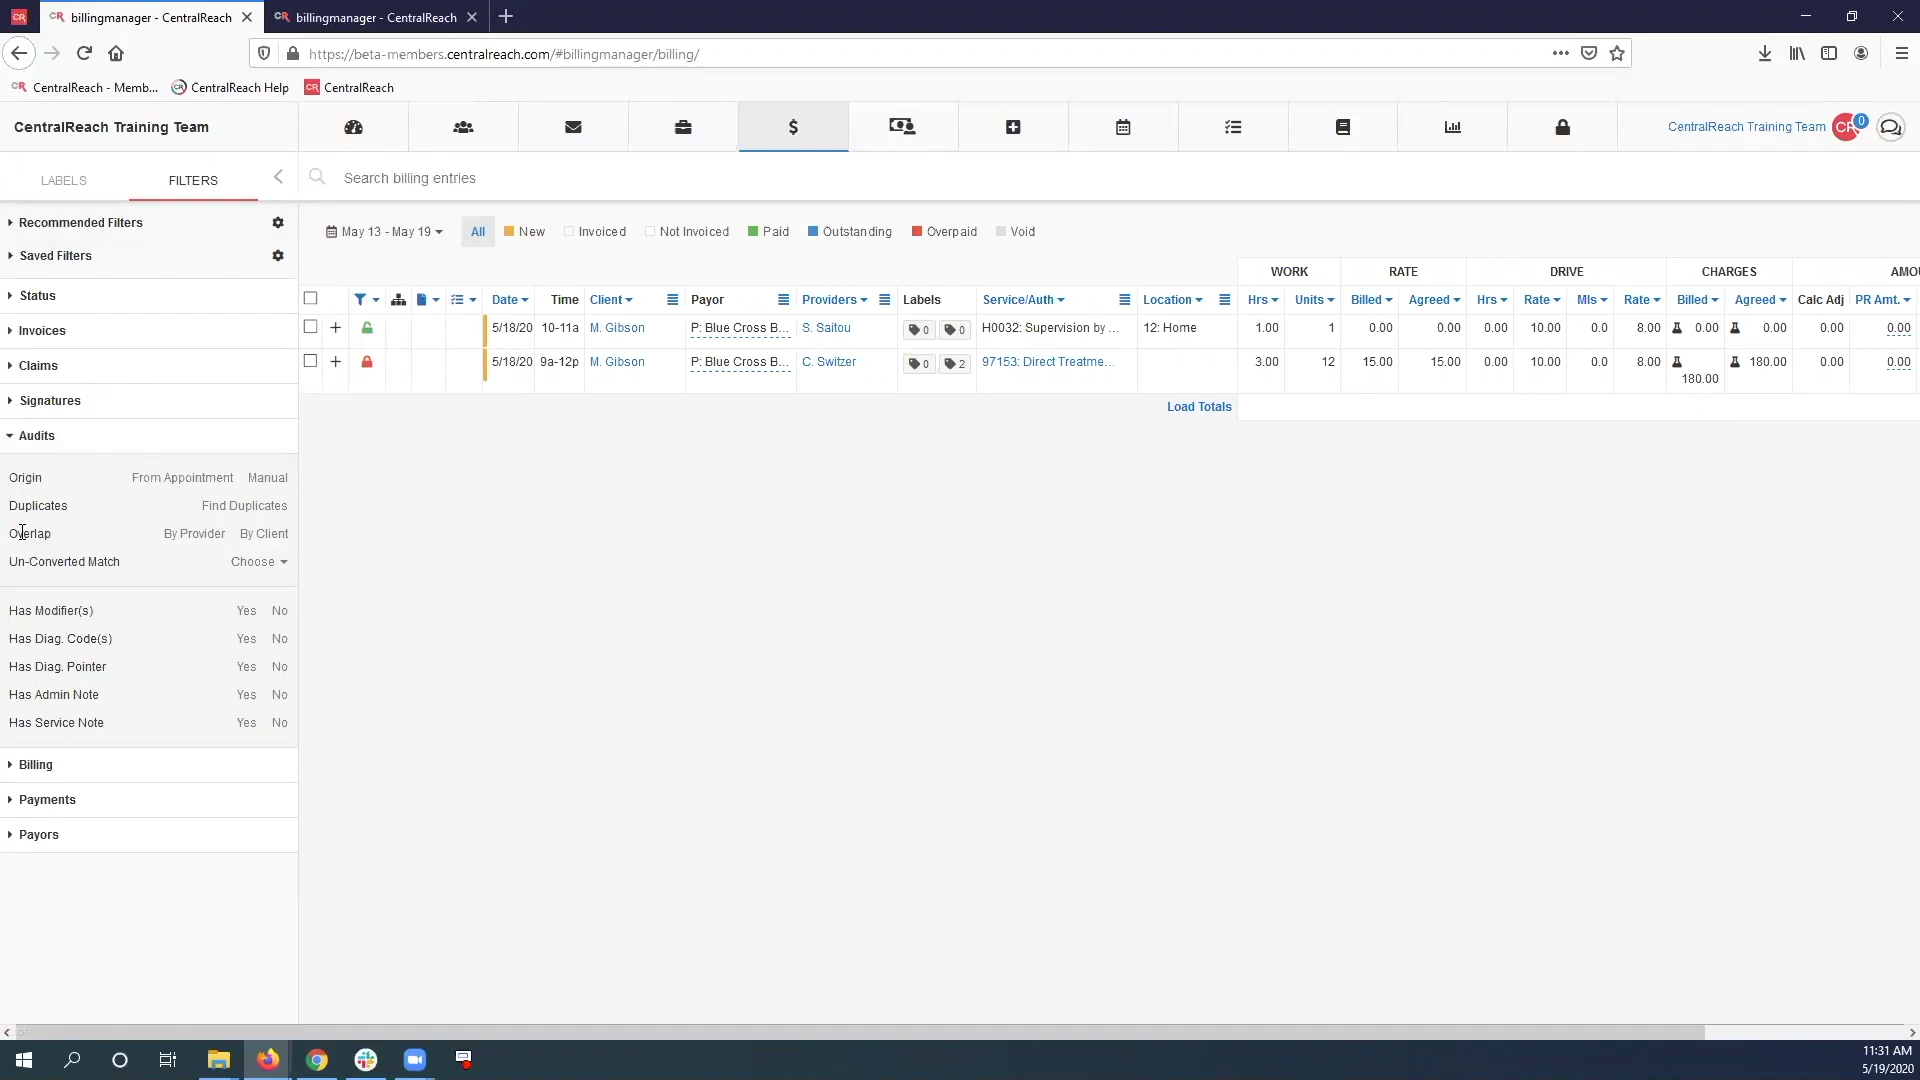 billingmanager - CentralReach
billingmanager - CentralReach
https://beta-members.centralreach.com/#billingmanager/billing/
CR CentralReach - Memb...
CR CentralReach Help
CR CentralReach
CentralReach Training Team
CentralReach Training Team CR 0
LABELS FILTERS
Search billing entries
Recommended Filters
Saved Filters
Status
Invoices
Claims
Signatures
Audits
Origin From Appointment Manual
Duplicates Find Duplicates
Overlap By Provider By Client
Un-Converted Match Choose
Has Modifier(s) Yes No
Has Diag. Code(s) Yes No
Has Diag. Pointer Yes No
Has Admin Note Yes No
Has Service Note Yes No
Billing
Payments
Payors
May 13 - May 19 All New Invoiced Not Invoiced Paid Outstanding Overpaid Void
WORK RATE DRIVE CHARGES AMOU
Date Time Client Payor Providers Labels Service/Auth Location Hrs Units Billed Agreed Hrs Rate Mls Rate Billed Agreed Calc Adj PR Amt.
5/18/20 10-11a M. Gibson P: Blue Cross B... S. Saitou 0 0 H0032: Supervision by ... 12: Home 1.00 1 0.00 0.00 0.00 10.00 0.0 8.00 0.00 0.00 0.00 0.00
5/18/20 9a-12p M. Gibson P: Blue Cross B... C. Switzer 0 2 97153: Direct Treatme... 3.00 12 15.00 15.00 0.00 10.00 0.0 8.00 180.00 180.00 0.00 0.00
Load Totals
11:31 AM
5/19/2020